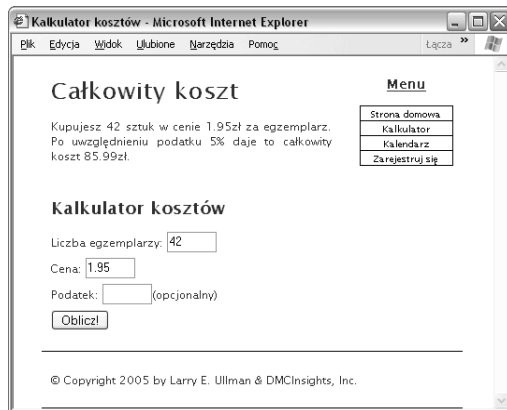 Kalkulator kosztów - Microsoft Internet Explorer
Plik Edycja Widok Ulubione Narzędzia Pomoc Łącza »
Całkowity koszt
Kupujesz 42 sztuk w cenie 1.95zł za egzemplarz.
Po uwzględnieniu podatku 5% daje to całkowity
koszt 85.99zł.
Menu
Strona domowa
Kalkulator
Kalendarz
Zarejestruj się
Kalkulator kosztów
Liczba egzemplarzy: 42
Cena: 1.95
Podatek: (opcjonalny)
Oblicz!
© Copyright 2005 by Larry E. Ullman & DMCInsights, Inc.